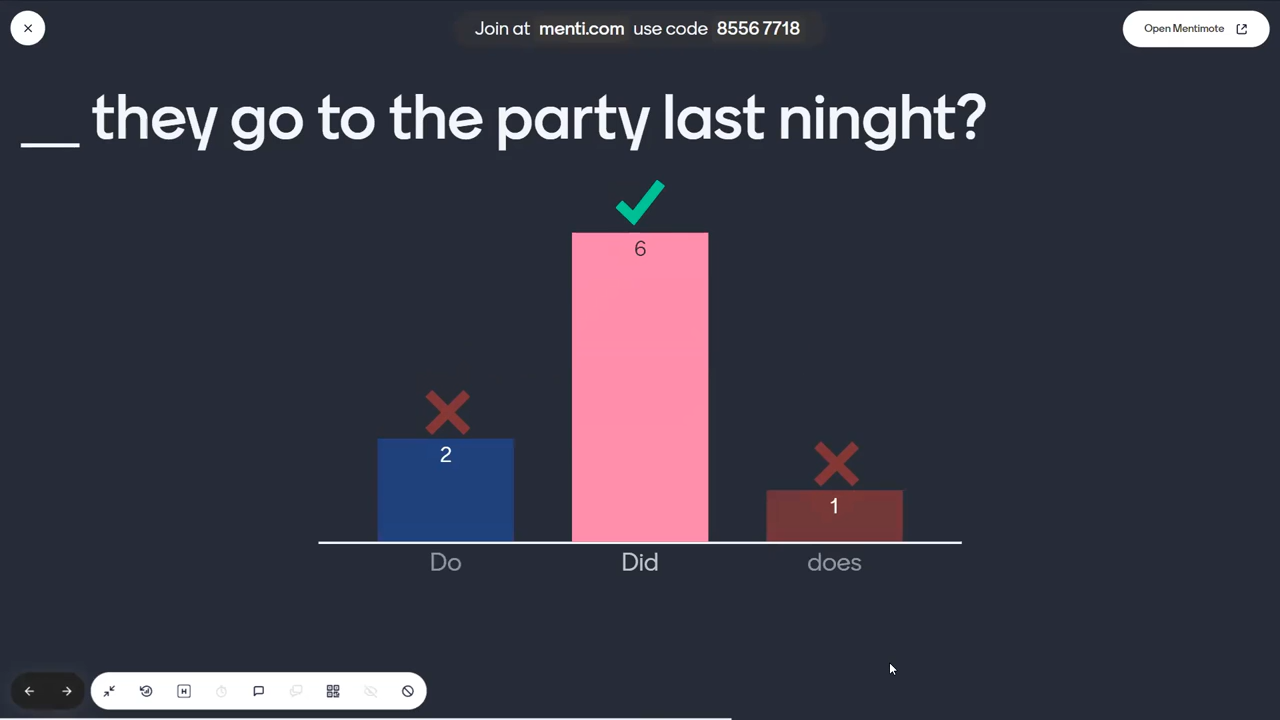 Join at menti.com use code 8556 7718
Open Mentimote
__ they go to the party last ninght?
6
2
1
Do Did does
H